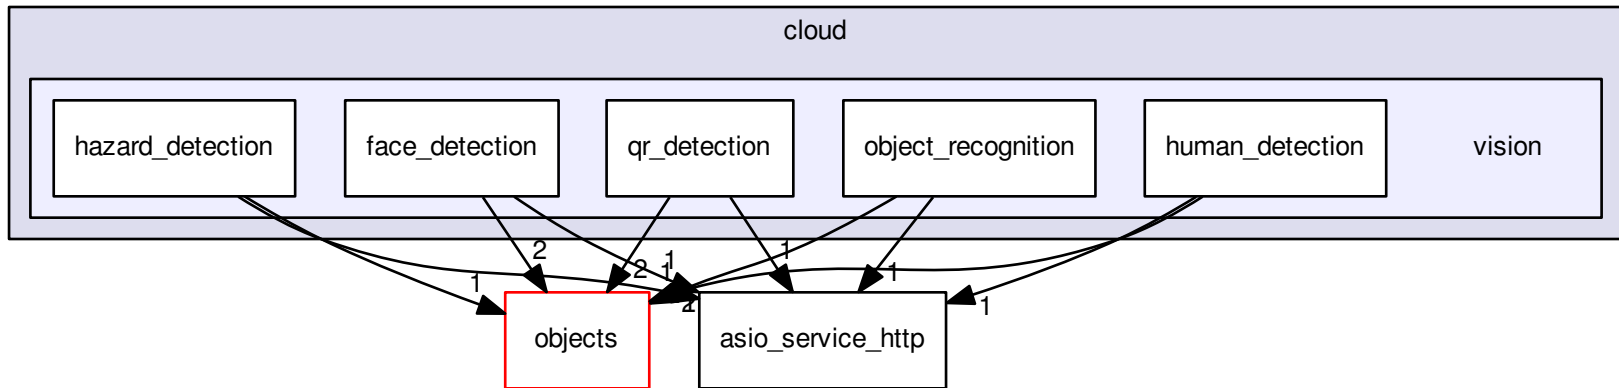 cloud
hazard_detection
face_detection
qr_detection
object_recognition
human_detection
vision
2
1
1
1
2
1
1
1
objects
asio_service_http